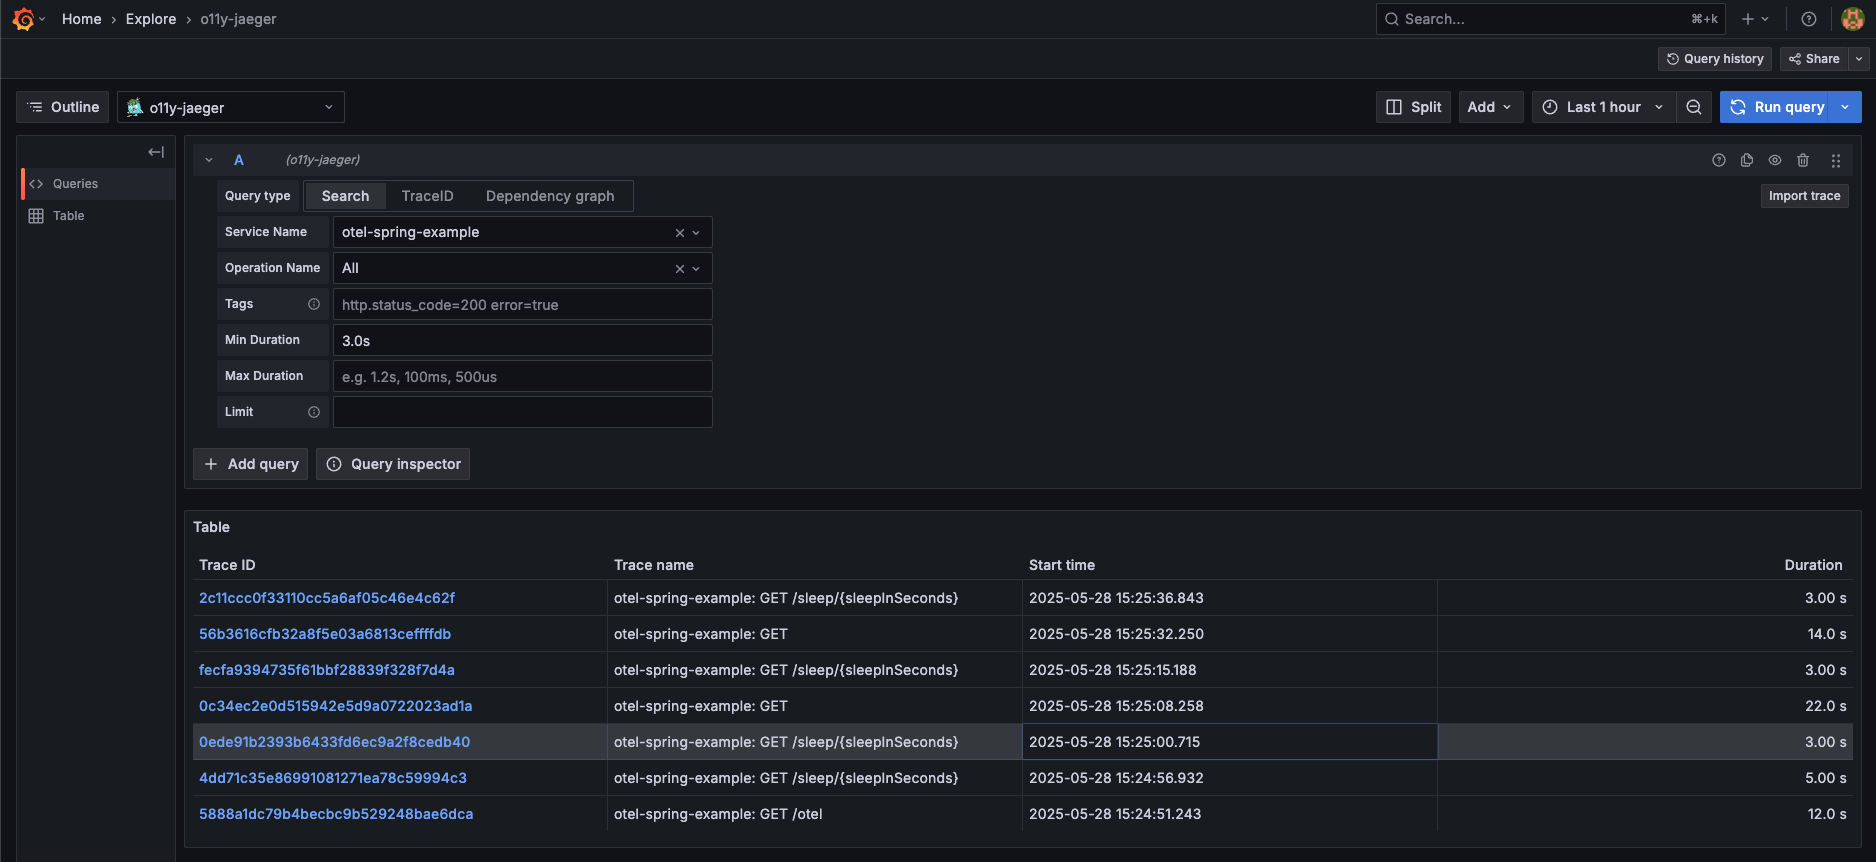 Home › Explore › o11y-jaeger
Search... ⌘+k
Query history Share
Outline o11y-jaeger Split Add Last 1 hour Run query
Queries
Table
A (o11y-jaeger)
Query type Search TraceID Dependency graph Import trace
Service Name otel-spring-example
Operation Name All
Tags http.status_code=200 error=true
Min Duration 3.0s
Max Duration e.g. 1.2s, 100ms, 500us
Limit
+ Add query Query inspector
Table
Trace ID Trace name Start time Duration
2c11ccc0f33110cc5a6af05c46e4c62f otel-spring-example: GET /sleep/{sleepInSeconds} 2025-05-28 15:25:36.843 3.00 s
56b3616cfb32a8f5e03a6813ceffffdb otel-spring-example: GET 2025-05-28 15:25:32.250 14.0 s
fecfa9394735f61bbf28839f328f7d4a otel-spring-example: GET /sleep/{sleepInSeconds} 2025-05-28 15:25:15.188 3.00 s
0c34ec2e0d515942e5d9a0722023ad1a otel-spring-example: GET 2025-05-28 15:25:08.258 22.0 s
0ede91b2393b6433fd6ec9a2f8cedb40 otel-spring-example: GET /sleep/{sleepInSeconds} 2025-05-28 15:25:00.715 3.00 s
4dd71c35e86991081271ea78c59994c3 otel-spring-example: GET /sleep/{sleepInSeconds} 2025-05-28 15:24:56.932 5.00 s
5888a1dc79b4becbc9b529248bae6dca otel-spring-example: GET /otel 2025-05-28 15:24:51.243 12.0 s